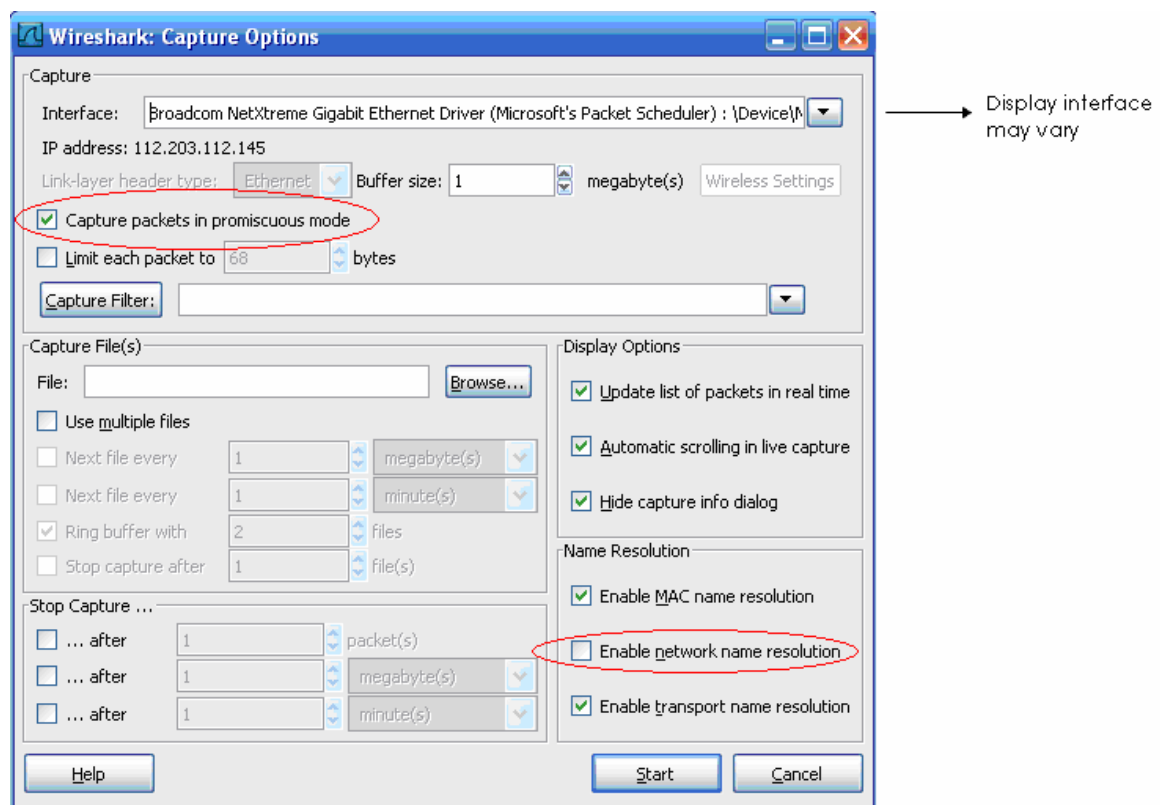 Wireshark: Capture Options
Capture
Interface: Broadcom NetXtreme Gigabit Ethernet Driver (Microsoft's Packet Scheduler) : \Device\N
Display interface
may vary
IP address: 112.203.112.145
Link-layer header type: Ethernet Buffer size: 1 megabyte(s) Wireless Settings
Capture packets in promiscuous mode
Limit each packet to 68 bytes
Capture Filter:
Capture File(s)
File: Browse...
Use multiple files
Next file every 1 megabyte(s)
Next file every 1 minute(s)
Ring buffer with 2 files
Stop capture after 1 file(s)
Stop Capture ...
... after 1 packet(s)
... after 1 megabyte(s)
... after 1 minute(s)
Display Options
Update list of packets in real time
Automatic scrolling in live capture
Hide capture info dialog
Name Resolution
Enable MAC name resolution
Enable network name resolution
Enable transport name resolution
Help Start Cancel